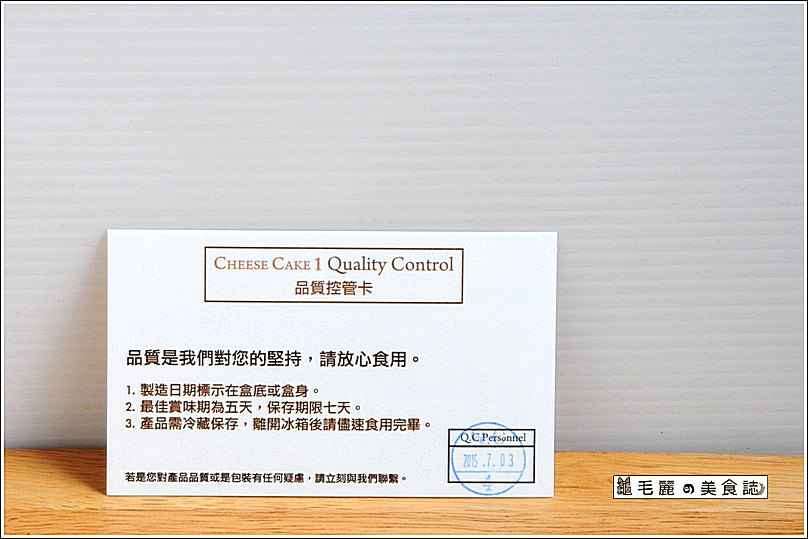 CHEESE CAKE 1 Quality Control
品質控管卡
品質是我們對您的堅持，請放心食用。
1. 製造日期標示在盒底或盒身。
2. 最佳賞味期為五天，保存期限七天。
3. 產品需冷藏保存，離開冰箱後請儘速食用完畢。
Q.C Personnel
2015.7.03
4
若是您對產品品質或是包裝有任何疑慮，請立刻與我們聯繫。
毛麗の美食誌